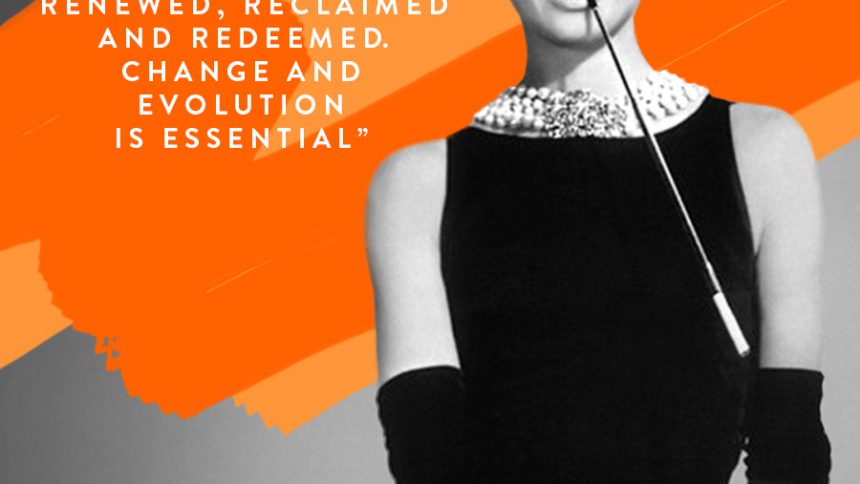 RENEWED, RECLAIMED
AND REDEEMED.
CHANGE AND
EVOLUTION
IS ESSENTIAL”